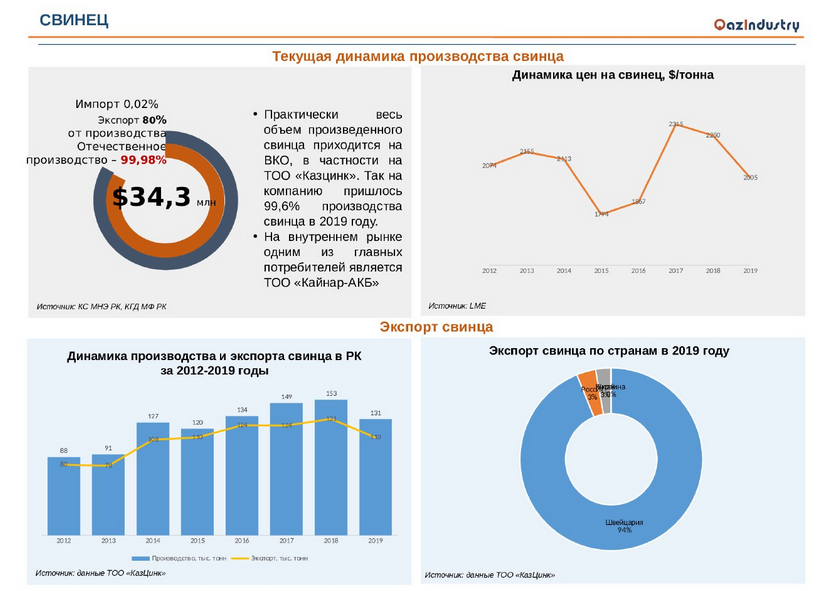 СВИНЕЦ
QazIndustry
Текущая динамика производства свинца
Импорт 0,02%
Экспорт 80%
от производства
Отечественное
производство – 99,98%
$34,3 млн
• Практически весь
объем произведенного
свинца приходится на
ВКО, в частности на
ТОО «Казцинк». Так на
компанию пришлось
99,6% производства
свинца в 2019 году.
• На внутреннем рынке
одним из главных
потребителей является
ТОО «Кайнар-АКБ»
Источник: КС МНЭ РК, КГД МФ РК
Динамика цен на свинец, $/тонна
2315
2250
2155
2113
2074
2005
1867
2012 2013 2014 2015 2016 2017 2018 2019
Источник: LME
Экспорт свинца
Динамика производства и экспорта свинца в РК
за 2012-2019 годы
88 91 127 120 134 149 153 131
2012 2013 2014 2015 2016 2017 2018 2019
Производство, тыс. тонн Экспорт, тыс. тонн
Источник: данные ТОО «КазЦинк»
Экспорт свинца по странам в 2019 году
3%
Швейцария
94%
Источник: данные ТОО «КазЦинк»